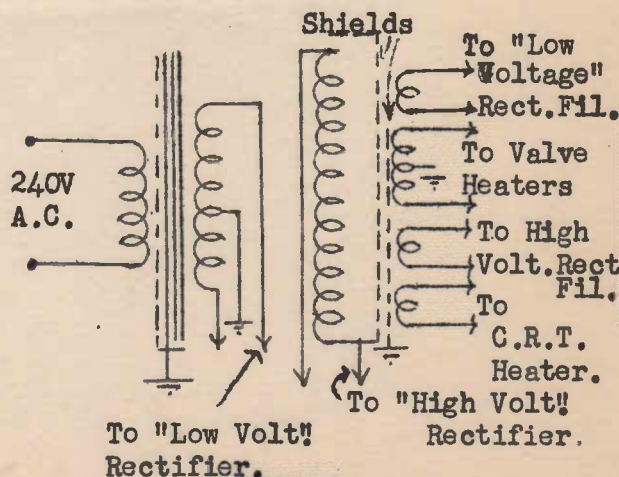 Shields
To "Low
Voltage"
Rect.Fil.
To Valve
Heaters
To High
Volt.Rect
Fil.
To
C.R.T.
Heater.
240V
A.C.
To "High Volt"
Rectifier.
To "Low Volt"
Rectifier.